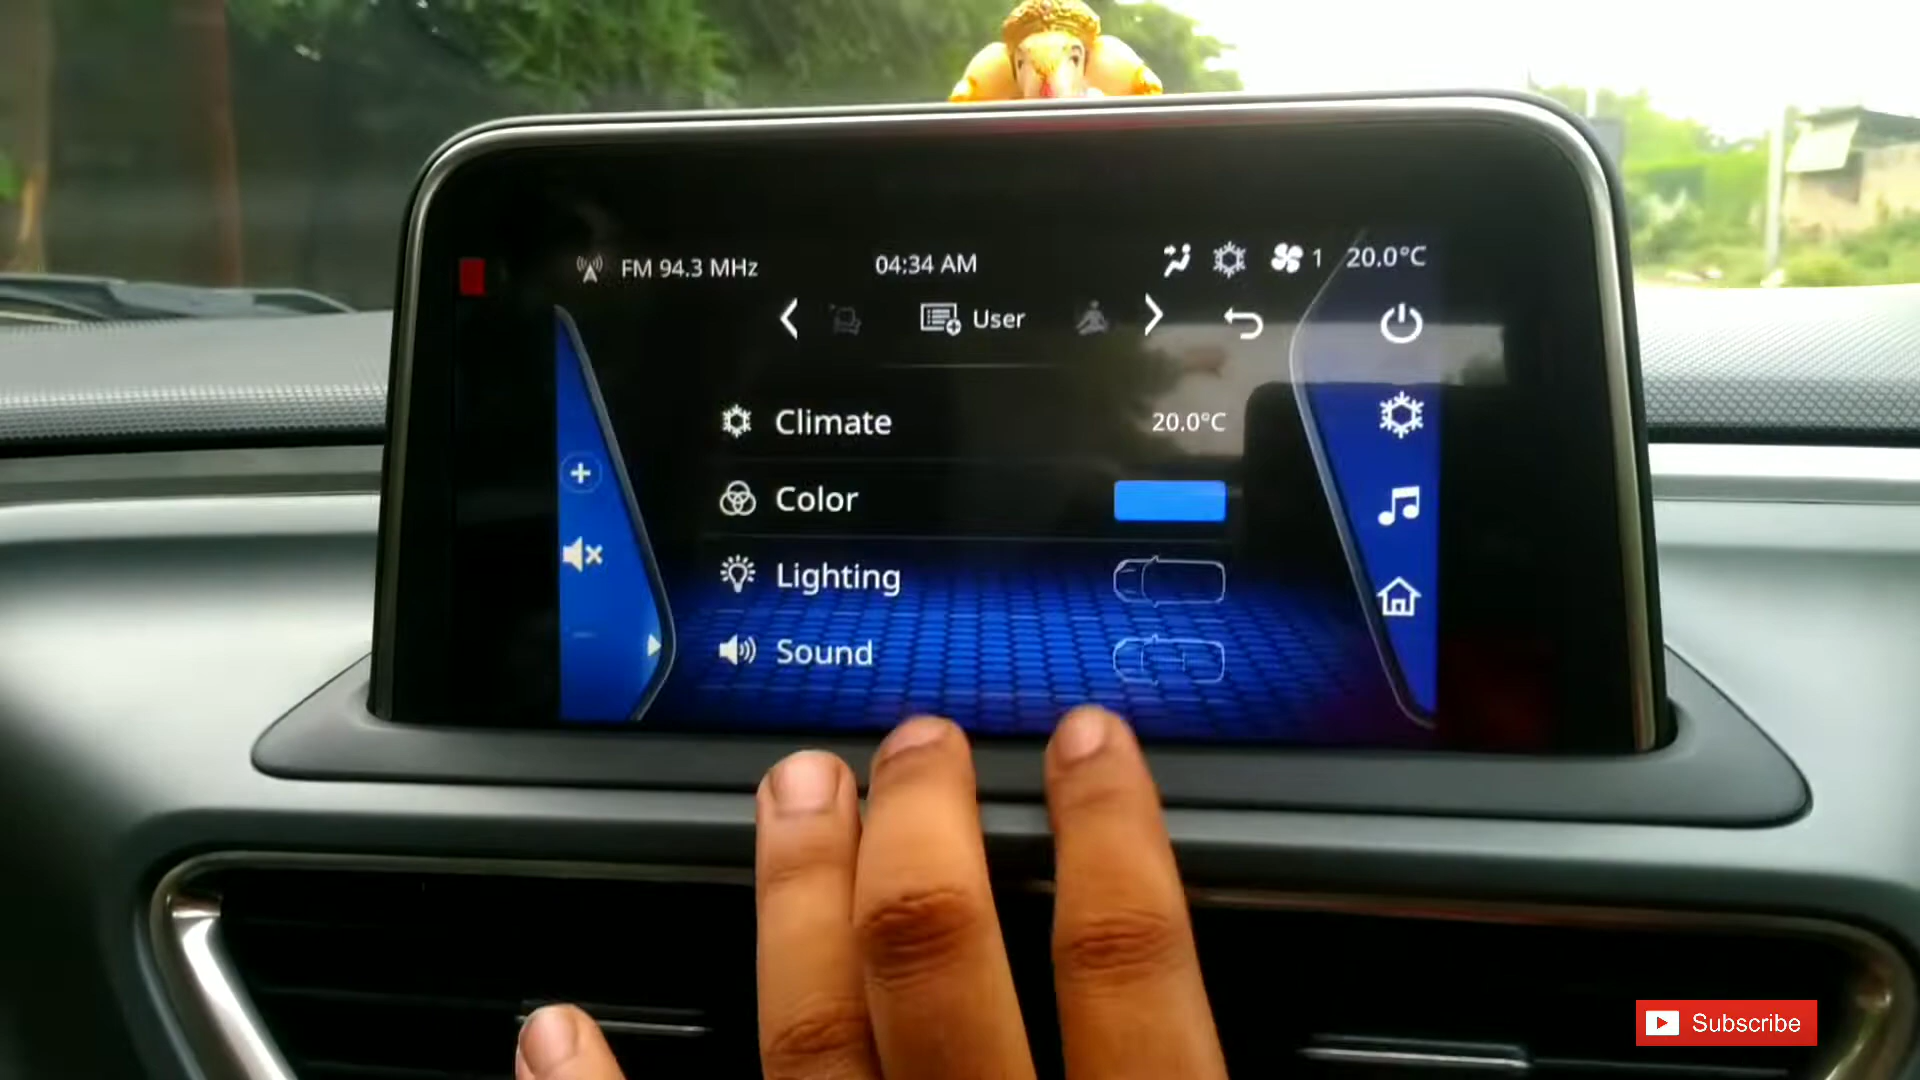 FM 94.3 MHz 04:34 AM 1 20.0°C
User
Climate 20.0°C
Color
Lighting
Sound
Subscribe